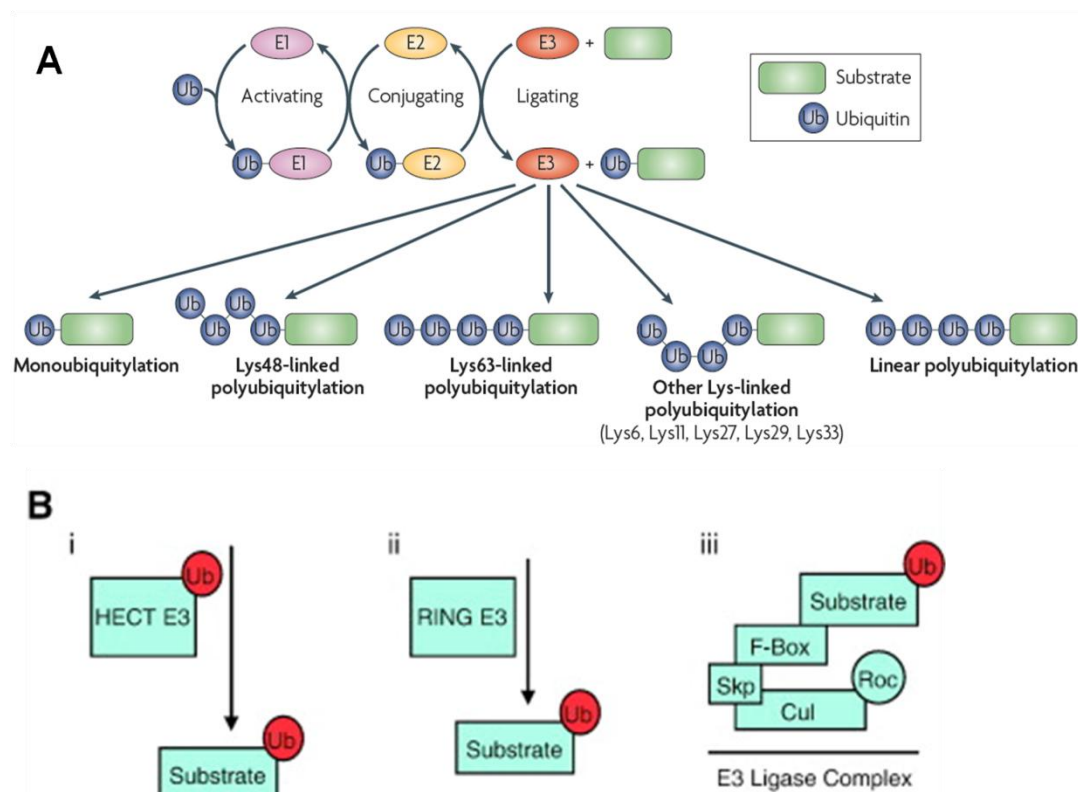 A
E1
E2
E3 +
Ub
Activating
Conjugating
Ligating
Substrate
Ub Ubiquitin
Ub E1
Ub E2
E3 + Ub
Ub
Ub Ub Ub Ub
Ub Ub Ub Ub
Ub Ub Ub Ub
Ub Ub Ub Ub
Monoubiquitylation
Lys48-linked
polyubiquitylation
Lys63-linked
polyubiquitylation
Other Lys-linked
polyubiquitylation
(Lys6, Lys11, Lys27, Lys29, Lys33)
Linear polyubiquitylation
B
i
Ub
HECT E3
Ub
Substrate
ii
RING E3
Ub
Substrate
iii
Ub
Substrate
F-Box
Skp
Roc
Cul
E3 Ligase Complex